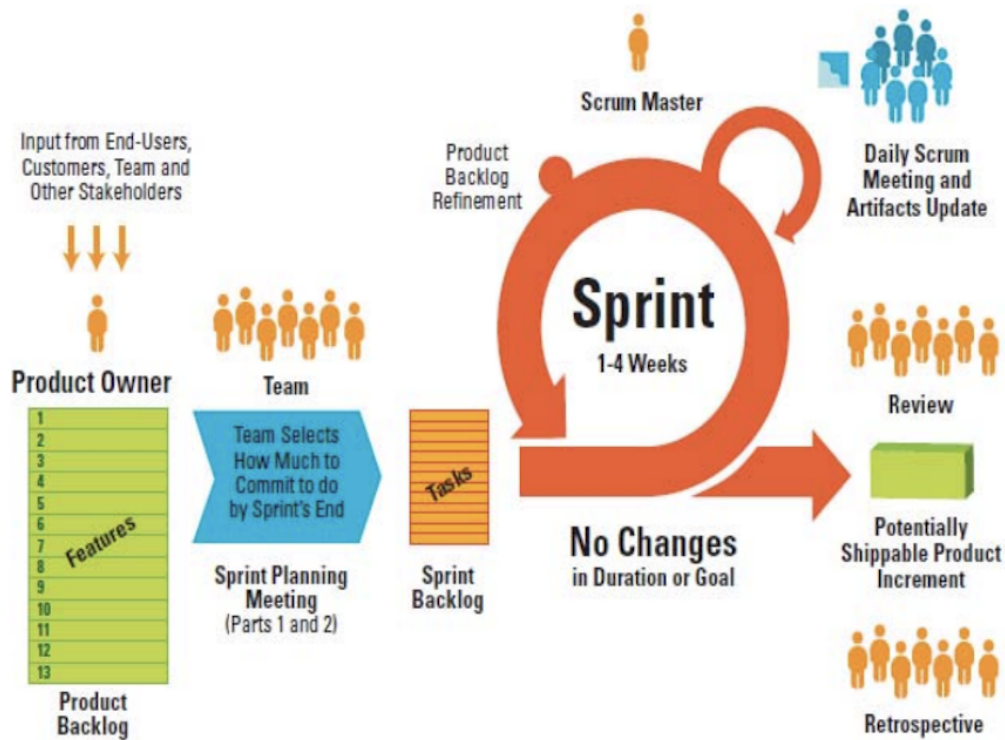 Input from End-Users,
Customers, Team and
Other Stakeholders
Product Owner
1
2
3
4
5
6
7
8
9
10
11
12
13
Features
Product
Backlog
Team
Team Selects
How Much to
Commit to do
by Sprint's End
Sprint Planning
Meeting
(Parts 1 and 2)
Tasks
Sprint
Backlog
Scrum Master
Product
Backlog
Refinement
Sprint
1-4 Weeks
No Changes
in Duration or Goal
Daily Scrum
Meeting and
Artifacts Update
Review
Potentially
Shippable Product
Increment
Retrospective